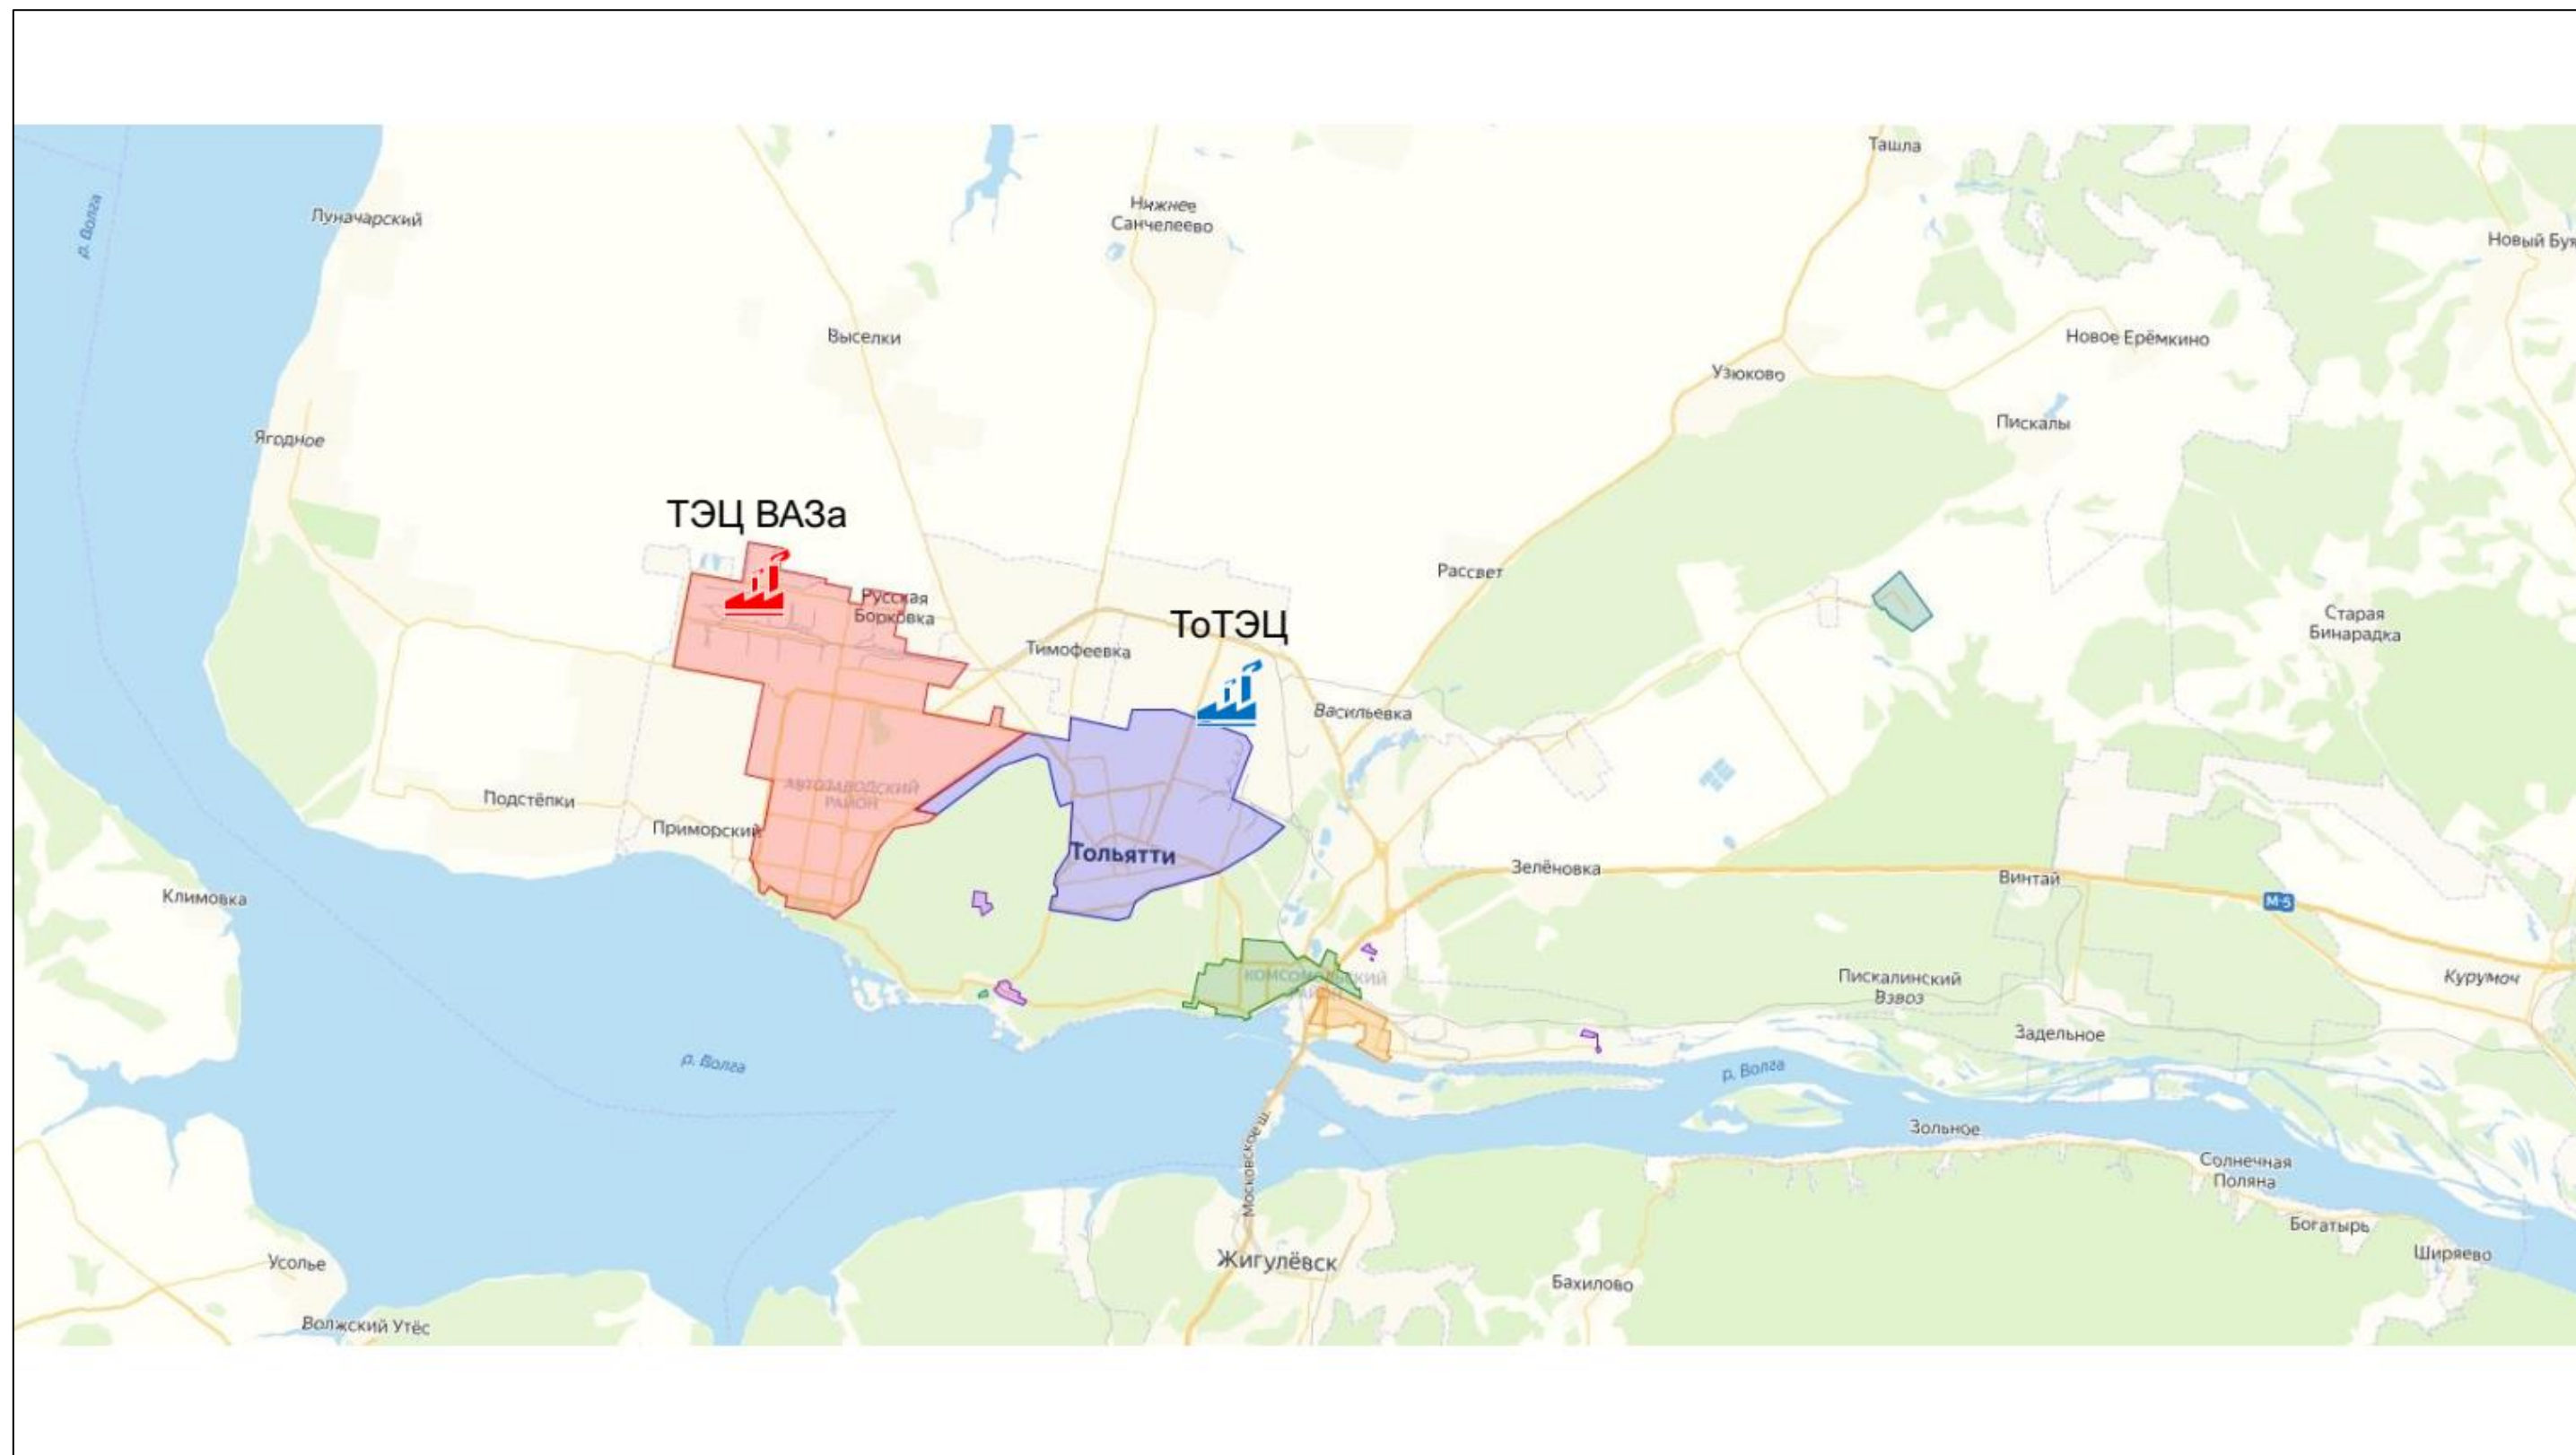 Ташла
р. Волга
Луначарский
Нижнее
Санчелеево
Новый Буя
Выселки
Новое Ерёмкино
Узюково
Пискалы
Ягодное
ТЭЦ ВАЗа
Рассвет
Русская
Борковка
ТоТЭЦ
Старая
Бинарадка
Тимофеевка
Васильевка
АВТОЗАВОДСКИЙ
РАЙОН
Подстёпки
Приморский
Тольятти
Зелёновка
Винтай
Климовка
М-5
КОМСОМОЛЬСКИЙ
РАЙОН
Пискалинский
Взвоз
Курумоч
Задельное
р. Волга
р. Волга
Московское ш.
Зольное
Солнечная
Поляна
Богатырь
Ширяево
Усолье
Жигулёвск
Бахилово
Волжский Утёс